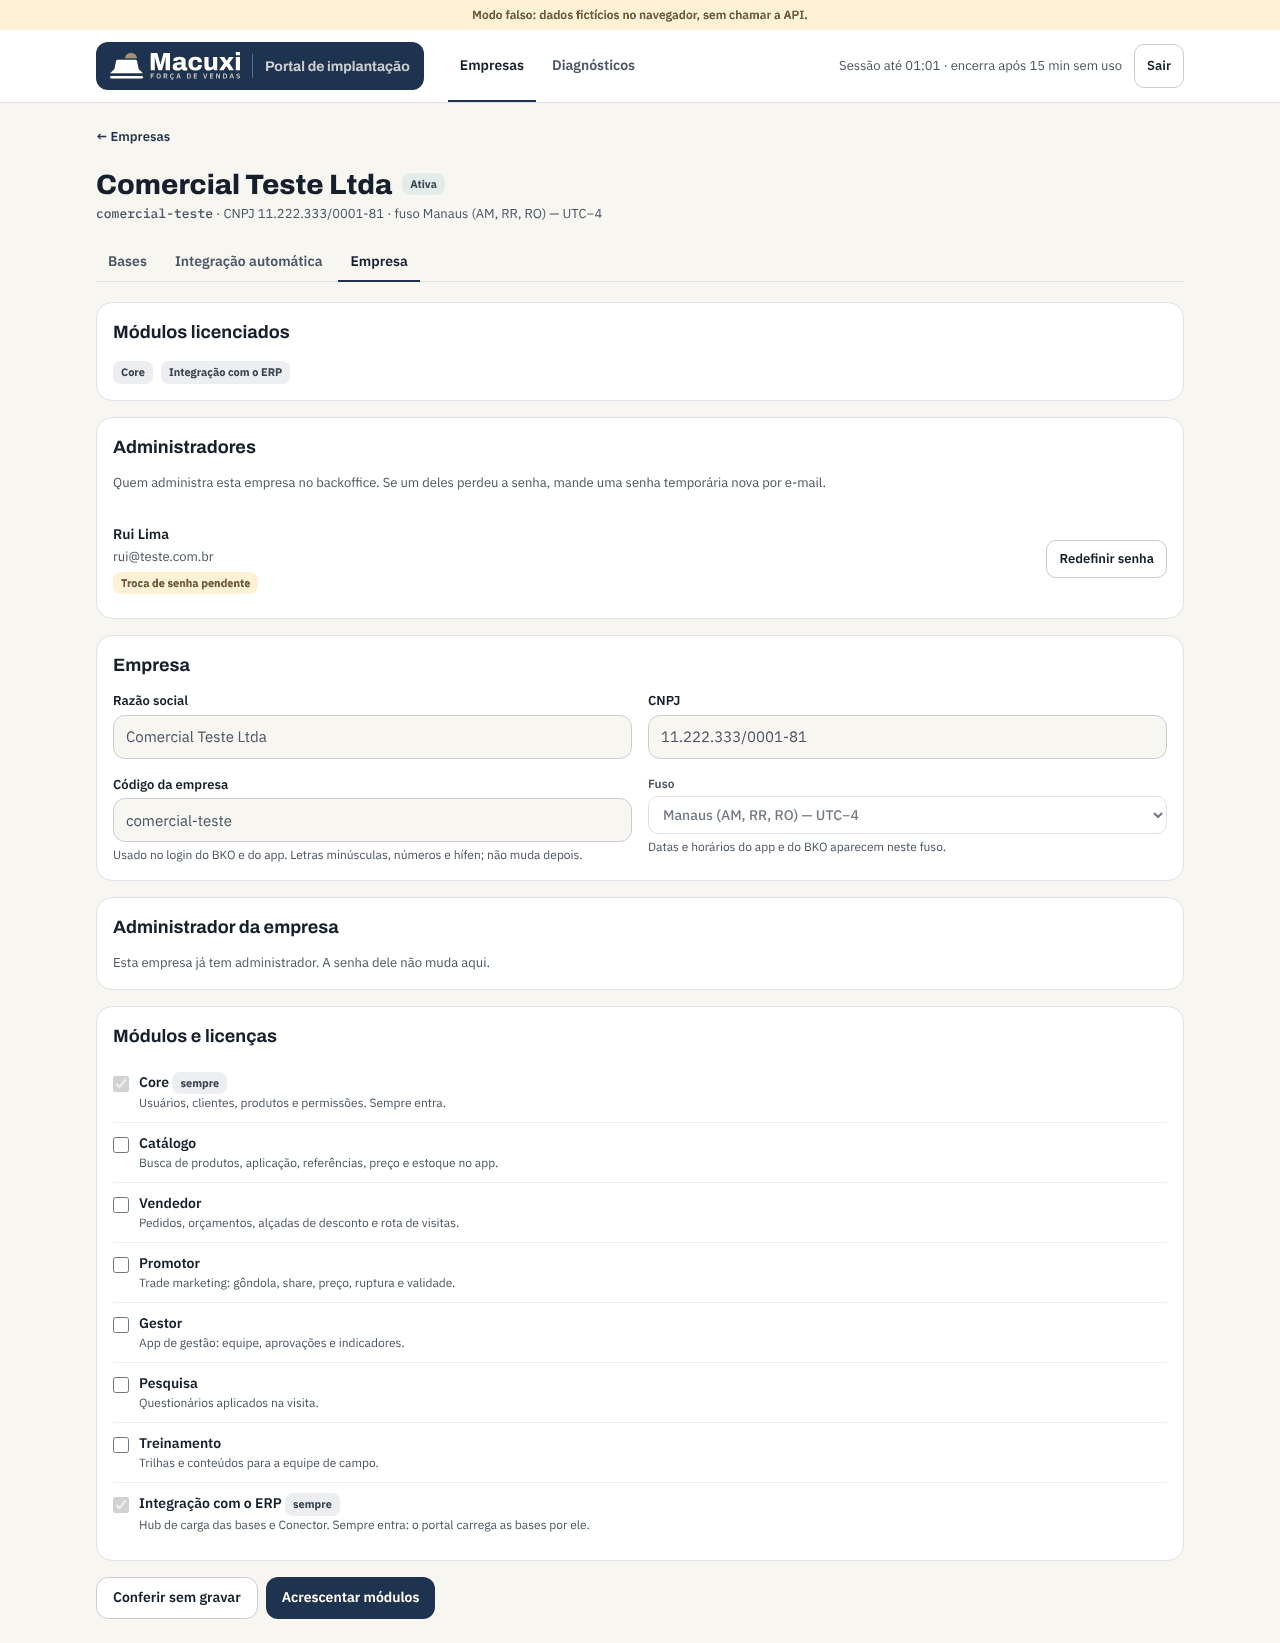 Modo falso: dados fictícios no navegador, sem chamar a API.
Macuxi
FORÇA DE VENDAS
Portal de implantação
Empresas
Diagnósticos
Sessão até 01:01 · encerra após 15 min sem uso
Sair
← Empresas
Comercial Teste Ltda
Ativa
comercial-teste · CNPJ 11.222.333/0001-81 · fuso Manaus (AM, RR, RO) — UTC−4
Bases
Integração automática
Empresa
Módulos licenciados
Core
Integração com o ERP
Administradores
Quem administra esta empresa no backoffice. Se um deles perdeu a senha, mande uma senha temporária nova por e-mail.
Rui Lima
rui@teste.com.br
Troca de senha pendente
Redefinir senha
Empresa
Razão social
Comercial Teste Ltda
CNPJ
11.222.333/0001-81
Código da empresa
comercial-teste
Usado no login do BKO e do app. Letras minúsculas, números e hífen; não muda depois.
Fuso
Manaus (AM, RR, RO) — UTC−4
Datas e horários do app e do BKO aparecem neste fuso.
Administrador da empresa
Esta empresa já tem administrador. A senha dele não muda aqui.
Módulos e licenças
Core sempre
Usuários, clientes, produtos e permissões. Sempre entra.
Catálogo
Busca de produtos, aplicação, referências, preço e estoque no app.
Vendedor
Pedidos, orçamentos, alçadas de desconto e rota de visitas.
Promotor
Trade marketing: gôndola, share, preço, ruptura e validade.
Gestor
App de gestão: equipe, aprovações e indicadores.
Pesquisa
Questionários aplicados na visita.
Treinamento
Trilhas e conteúdos para a equipe de campo.
Integração com o ERP sempre
Hub de carga das bases e Conector. Sempre entra: o portal carrega as bases por ele.
Conferir sem gravar
Acrescentar módulos